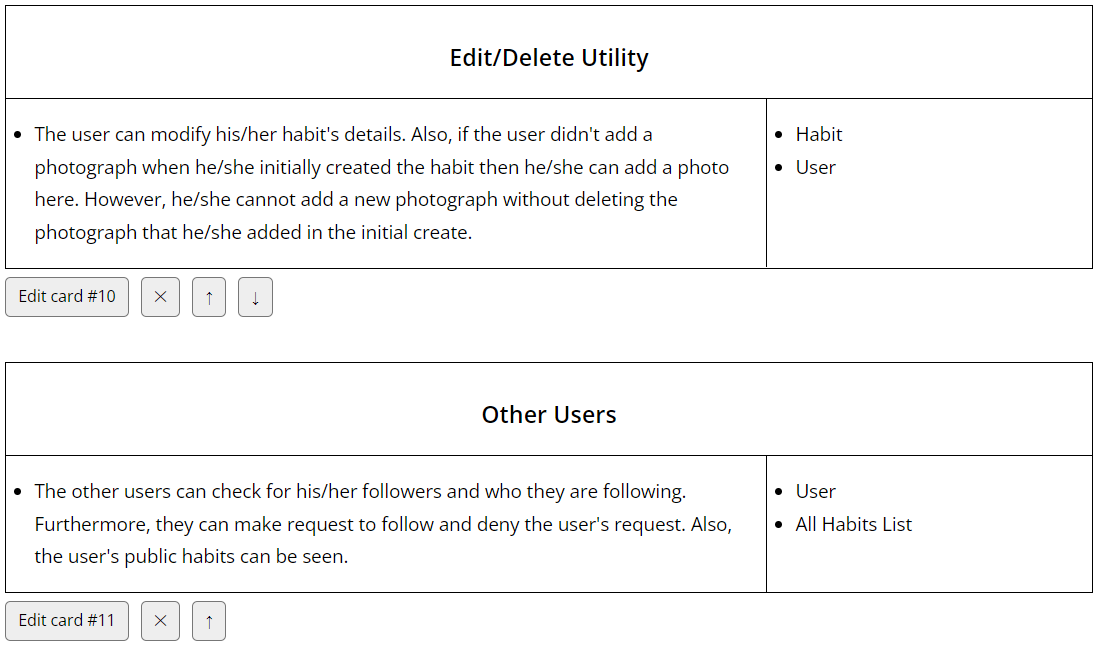 Edit/Delete Utility
The user can modify his/her habit's details. Also, if the user didn't add a
photograph when he/she initially created the habit then he/she can add a photo
here. However, he/she cannot add a new photograph without deleting the
photograph that he/she added in the initial create.
Habit
User
Edit card #10 × ↑ ↓
Other Users
The other users can check for his/her followers and who they are following.
Furthermore, they can make request to follow and deny the user's request. Also,
the user's public habits can be seen.
User
All Habits List
Edit card #11 × ↑